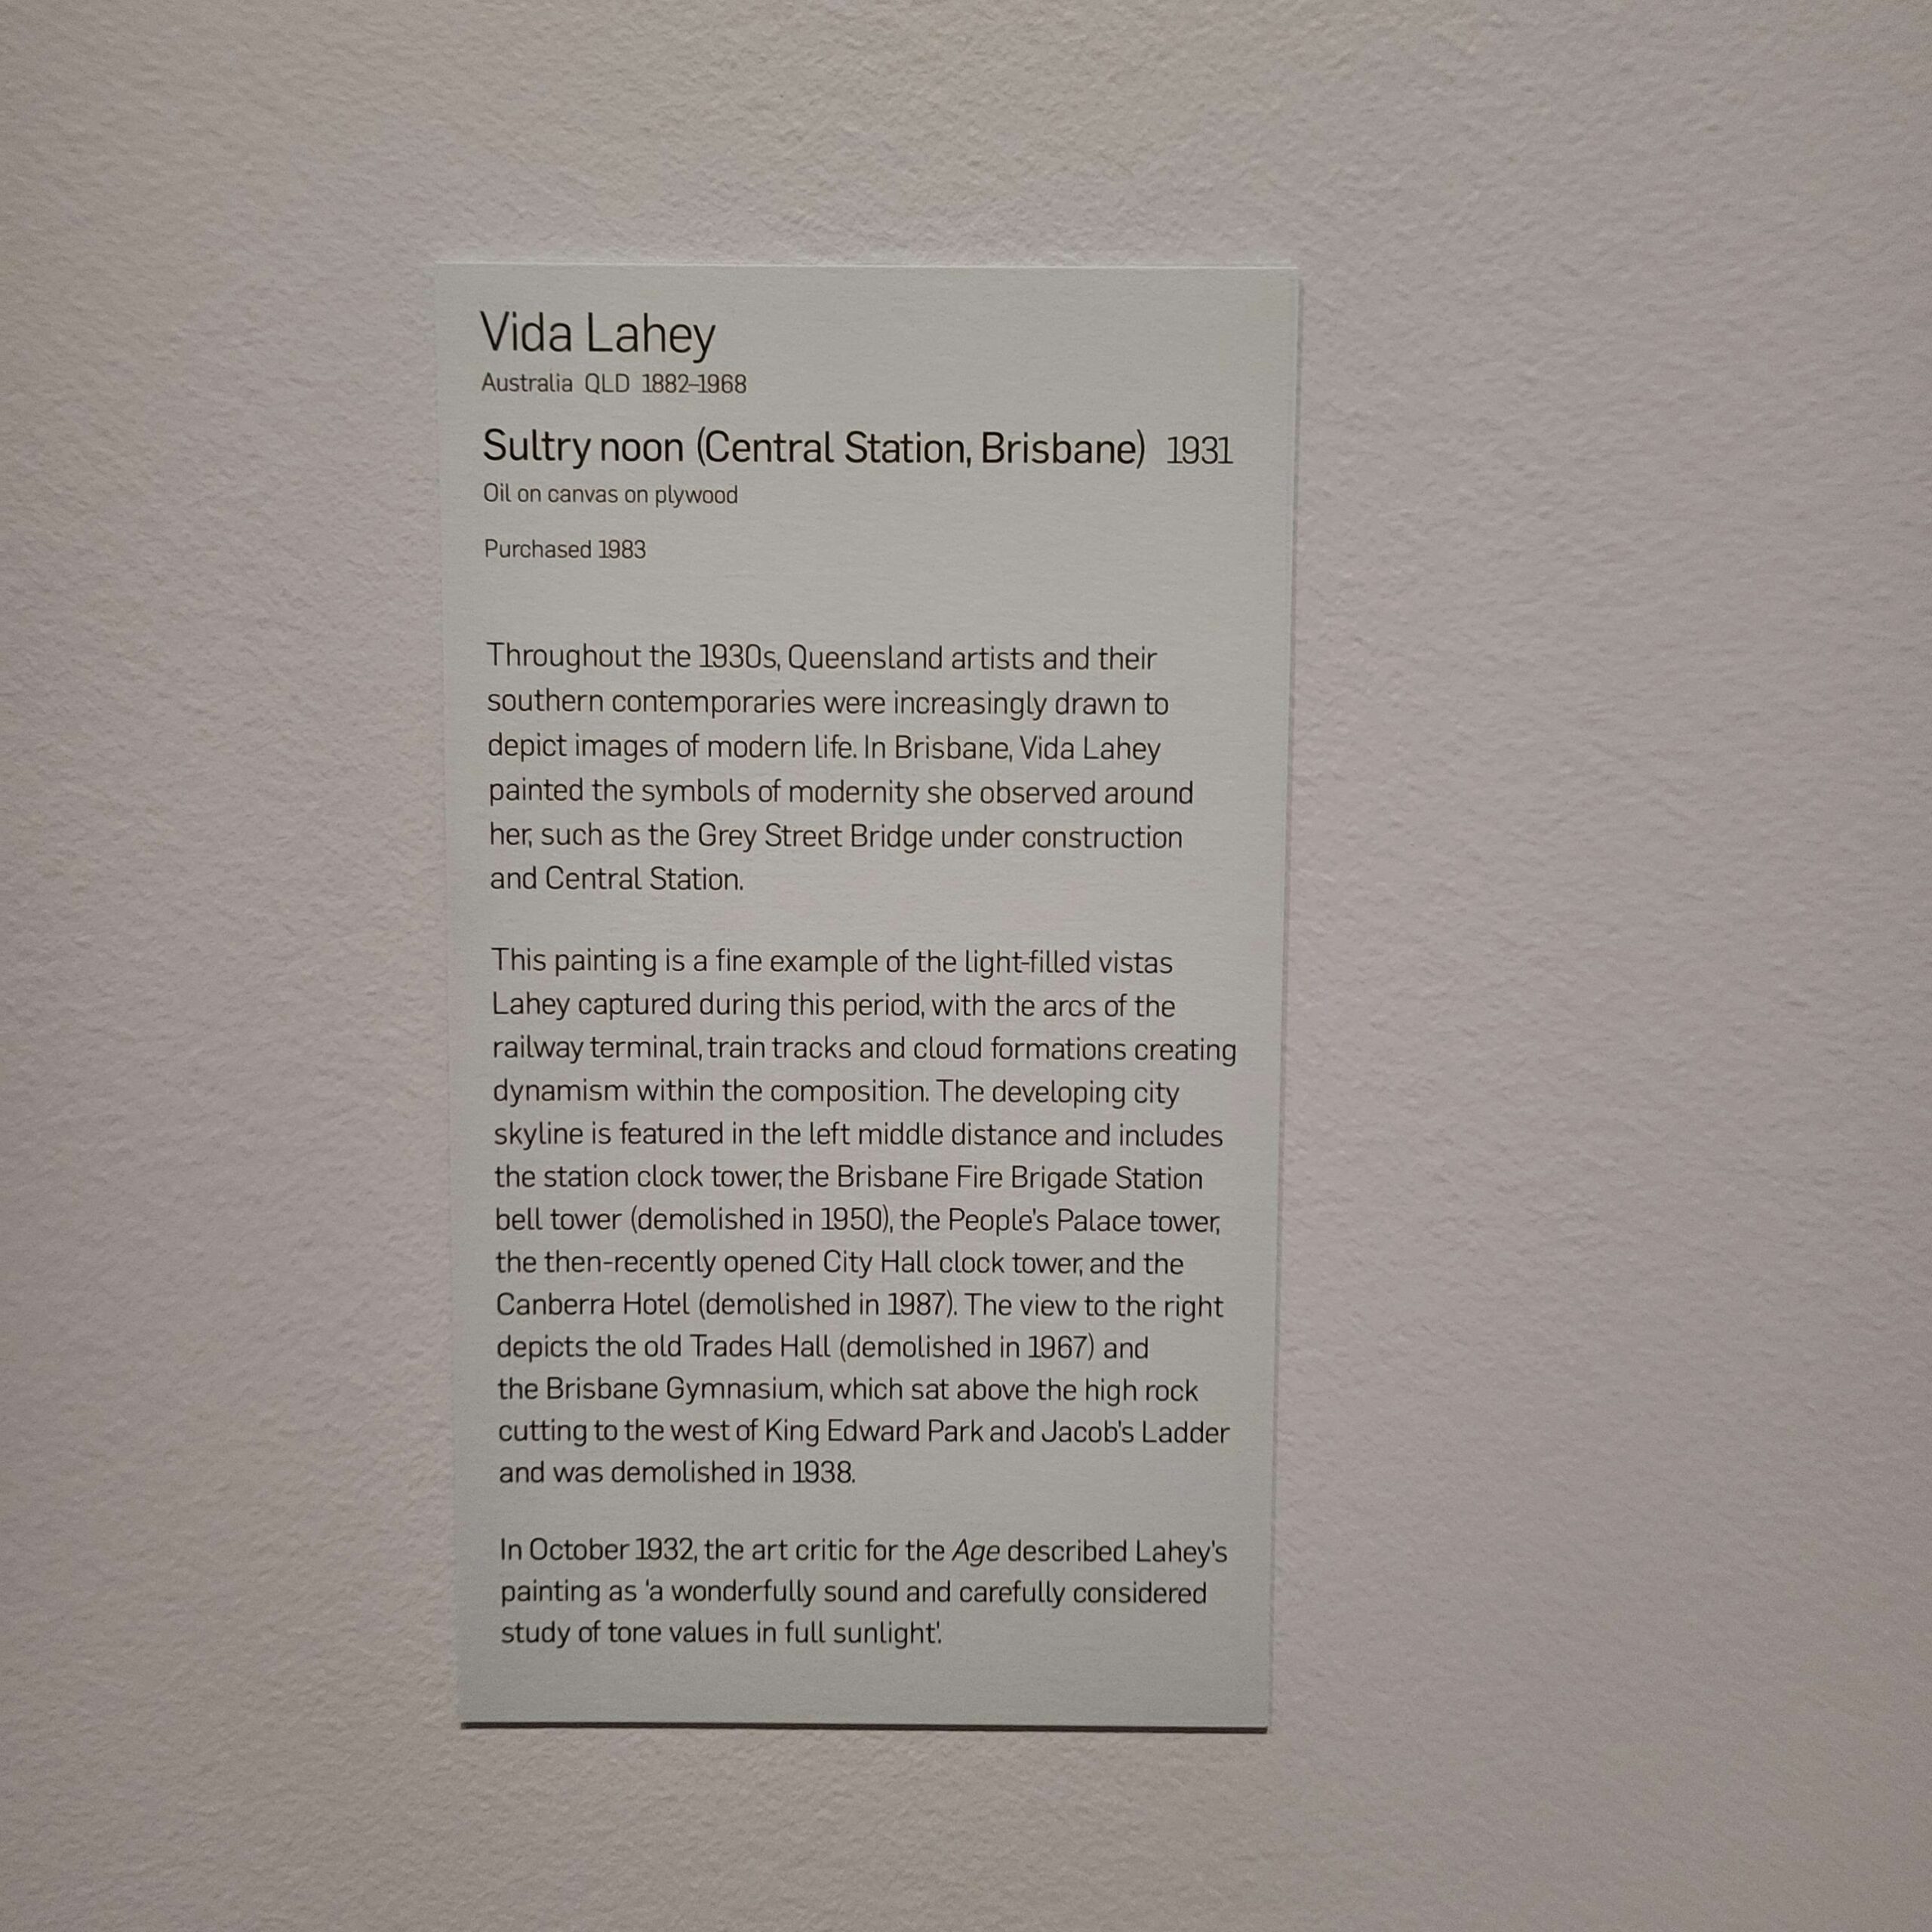 Vida Lahey
Australia QLD 1882–1968
Sultry noon (Central Station, Brisbane) 1931
Oil on canvas on plywood
Purchased 1983
Throughout the 1930s, Queensland artists and their
southern contemporaries were increasingly drawn to
depict images of modern life. In Brisbane, Vida Lahey
painted the symbols of modernity she observed around
her, such as the Grey Street Bridge under construction
and Central Station.
This painting is a fine example of the light-filled vistas
Lahey captured during this period, with the arcs of the
railway terminal, train tracks and cloud formations creating
dynamism within the composition. The developing city
skyline is featured in the left middle distance and includes
the station clock tower, the Brisbane Fire Brigade Station
bell tower (demolished in 1950), the People's Palace tower,
the then-recently opened City Hall clock tower, and the
Canberra Hotel (demolished in 1987). The view to the right
depicts the old Trades Hall (demolished in 1967) and
the Brisbane Gymnasium, which sat above the high rock
cutting to the west of King Edward Park and Jacob's Ladder
and was demolished in 1938.
In October 1932, the art critic for the Age described Lahey's
painting as 'a wonderfully sound and carefully considered
study of tone values in full sunlight'.